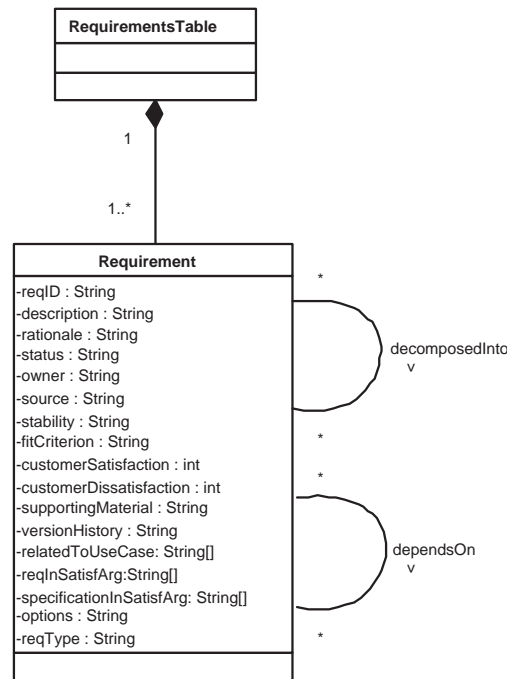 RequirementsTable
1
1..*
Requirement
-reqID : String
-description : String
-rationale : String
-status : String
-owner : String
-source : String
-stability : String
-fitCriterion : String
-customerSatisfaction : int
-customerDissatisfaction : int
-supportingMaterial : String
-versionHistory : String
-relatedToUseCase: String[]
-reqInSatisfArg:String[]
-specificationInSatisfArg: String[]
-options : String
-reqType : String
*
decomposedInto
v
*
*
dependsOn
v
*